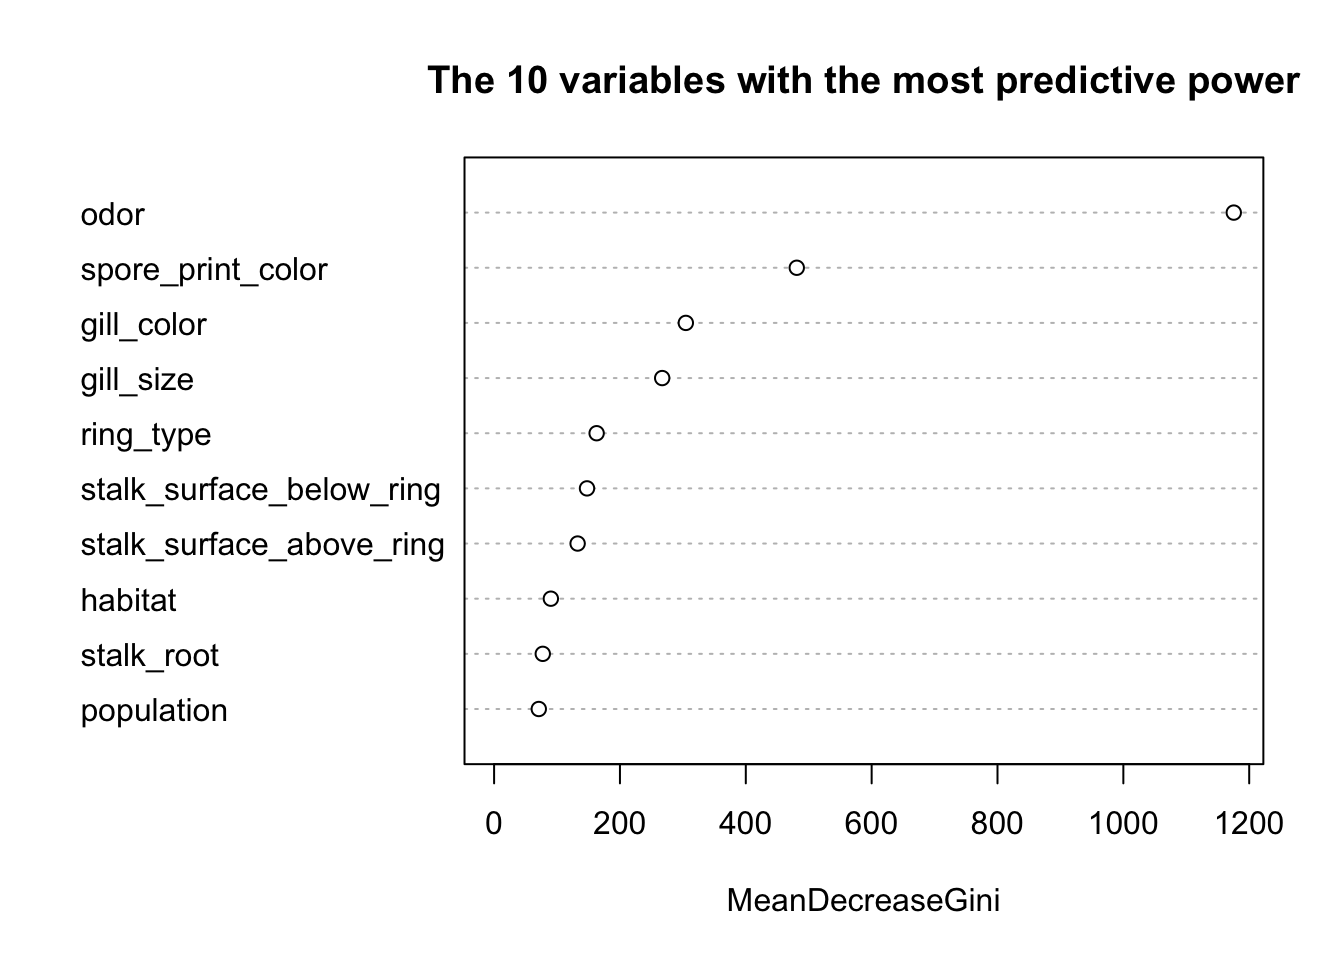 The 10 variables with the most predictive power
odor
spore_print_color
gill_color
gill_size
ring_type
stalk_surface_below_ring
stalk_surface_above_ring
habitat
stalk_root
population
0 200 400 600 800 1000 1200
MeanDecreaseGini